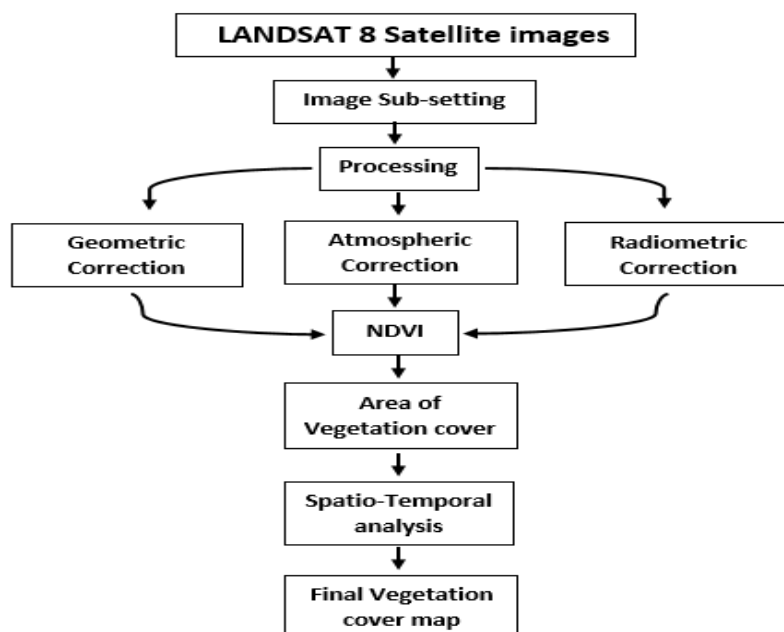 LANDSAT 8 Satellite images
Image Sub-setting
Processing
Geometric
Correction
Atmospheric
Correction
Radiometric
Correction
NDVI
Area of
Vegetation cover
Spatio-Temporal
analysis
Final Vegetation
cover map